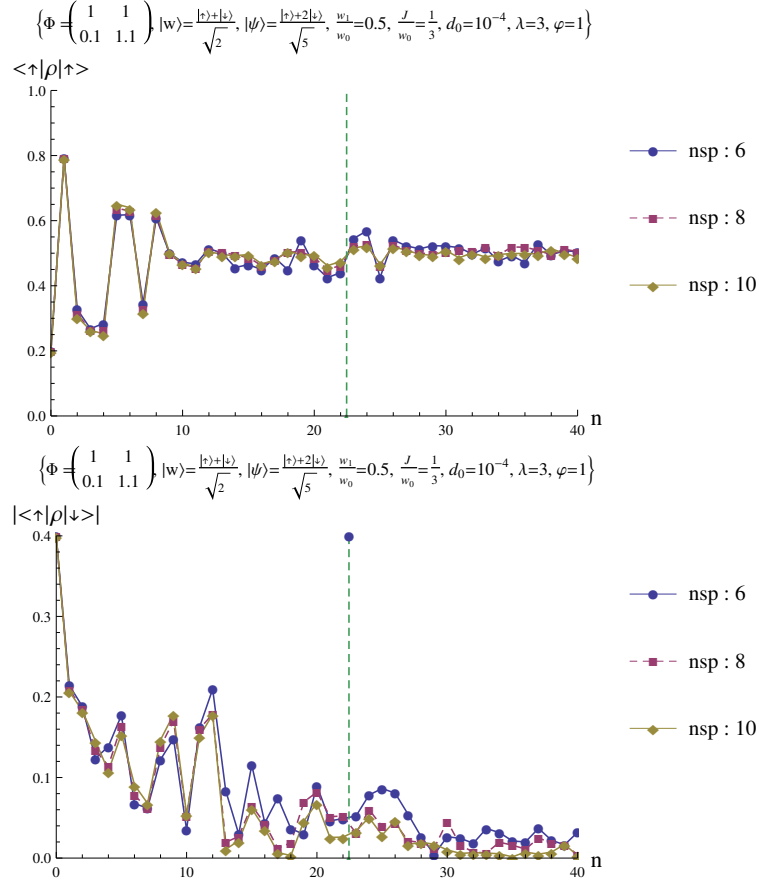 {Φ=(1 1
0.1 1.1), |w⟩=|↑⟩+|↓⟩/√2, |ψ⟩=|↑⟩+2|↓⟩/√5, w₁/w₀=0.5, J/w₀=1/3, d₀=10⁻⁴, λ=3, φ=1}
<↑|ρ|↑>
1.0
0.8
0.6
0.4
0.2
0.0
0 10 20 30 40 n
nsp : 6
nsp : 8
nsp : 10
{Φ=(1 1
0.1 1.1), |w⟩=|↑⟩+|↓⟩/√2, |ψ⟩=|↑⟩+2|↓⟩/√5, w₁/w₀=0.5, J/w₀=1/3, d₀=10⁻⁴, λ=3, φ=1}
|<↑|ρ|↓>|
0.4
0.3
0.2
0.1
0.0
0 10 20 30 40 n
nsp : 6
nsp : 8
nsp : 10